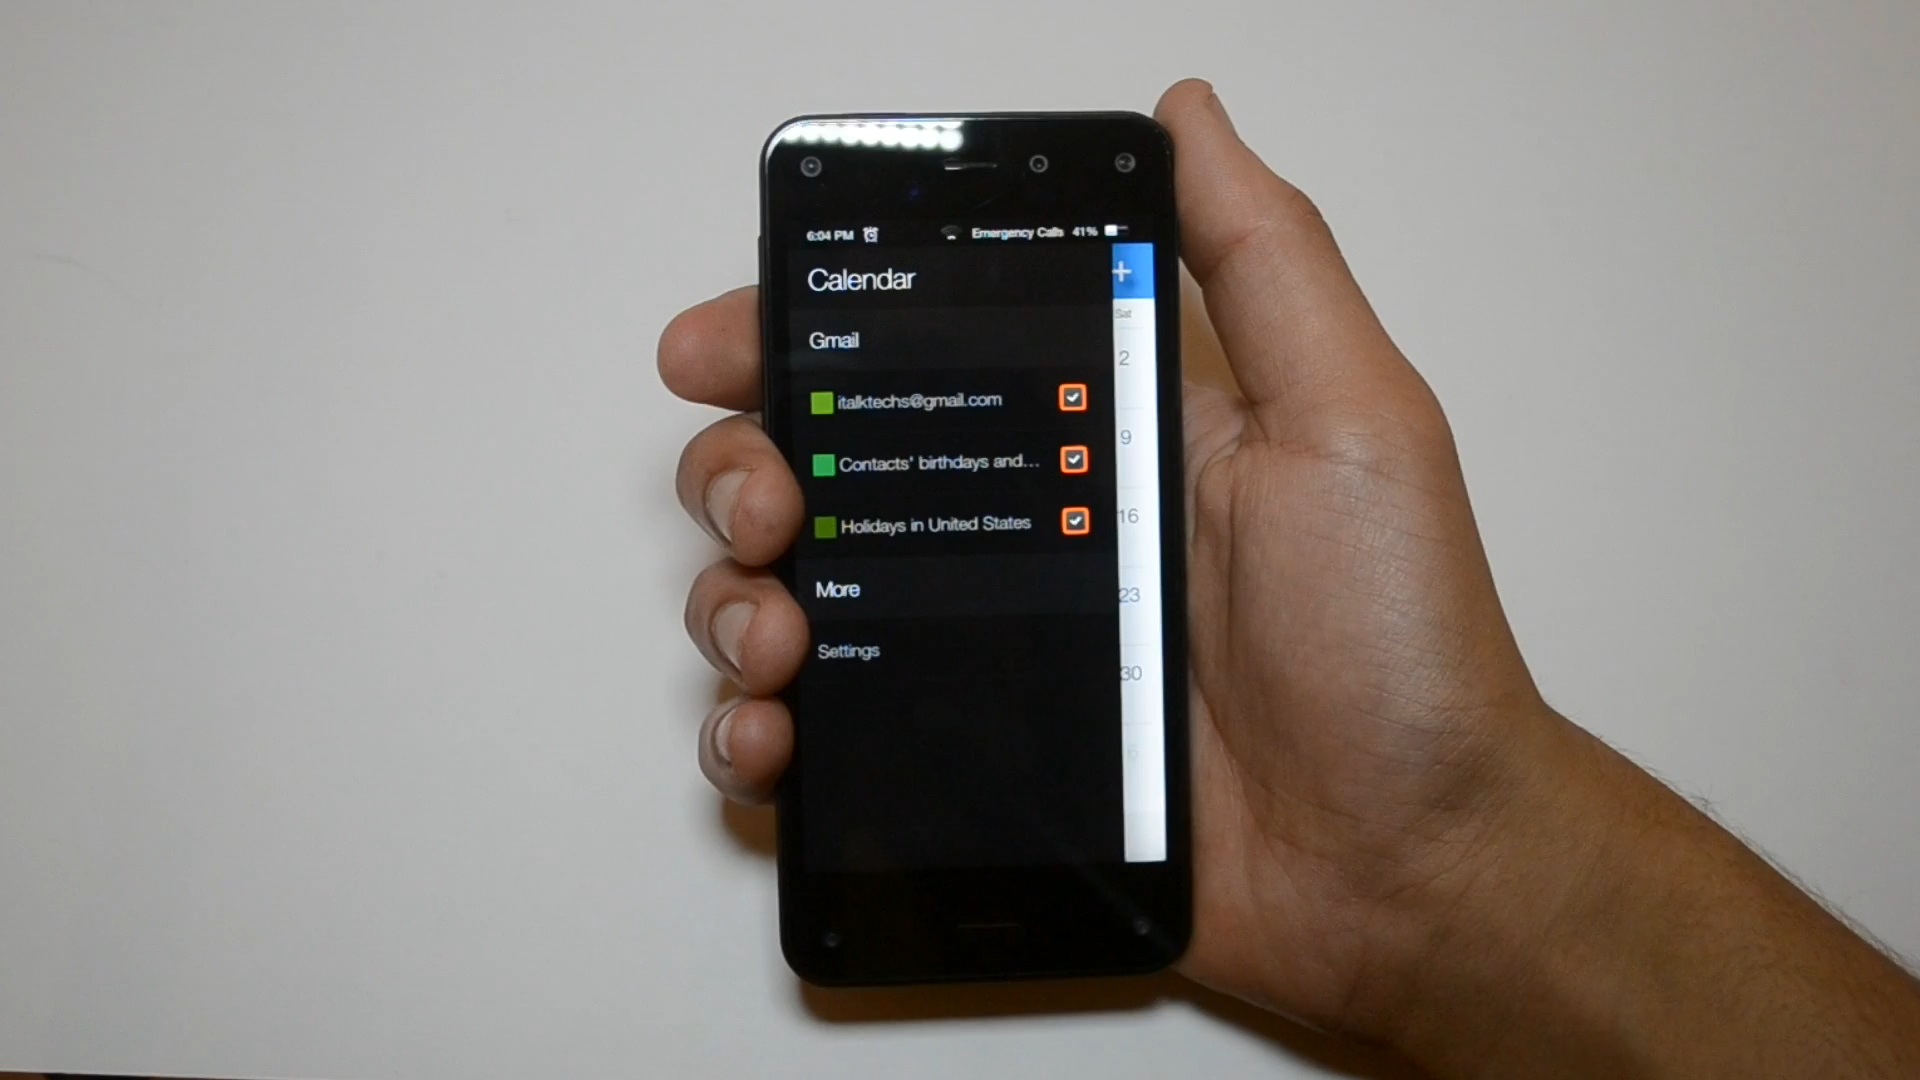 6:04 PM Emergency Calls 41%
Calendar
+
Gmail
Sat
2
italktechs@gmail.com
9
Contacts' birthdays and...
16
Holidays in United States
More
23
Settings
30
6